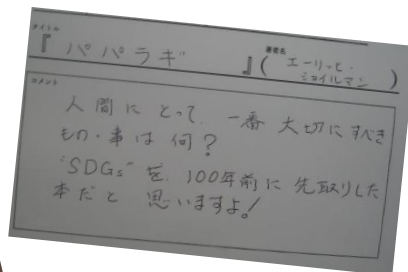 タイトル
『パパラギ』
著者名
(エーリッヒ・
ショイルマン)
コメント
人間にとって、一番大切にすべき
もの・事は何?
"SDGs"を、100年前に先取りした
本だと思いますよ!